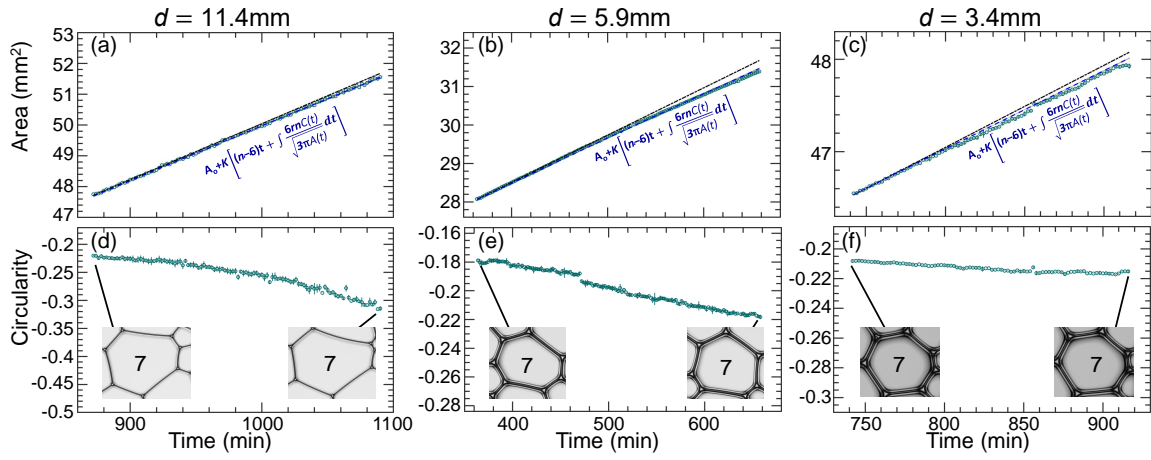 d = 11.4mm
d = 5.9mm
d = 3.4mm
Area (mm²)
53
52
51
50
49
48
47
(a)
A₀+K[(n−6)t + ∫ 6rnC(t)/√3πA(t) dt]
32
31
30
29
28
(b)
A₀+K[(n−6)t + ∫ 6rnC(t)/√3πA(t) dt]
48
47
(c)
A₀+K[(n−6)t + ∫ 6rnC(t)/√3πA(t) dt]
Circularity
-0.2
-0.25
-0.3
-0.35
-0.4
-0.45
-0.5
(d)
7
7
900
1000
1100
Time (min)
-0.16
-0.18
-0.20
-0.22
-0.24
-0.26
-0.28
(e)
7
7
400
500
600
Time (min)
-0.2
-0.22
-0.24
-0.26
-0.28
-0.3
(f)
7
7
750
800
850
900
Time (min)